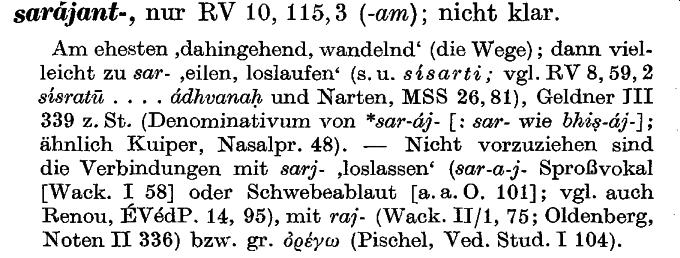 sarájant-, nur RV 10, 115, 3 (-am); nicht klar.
Am ehesten ‚dahingehend, wandelnd‘ (die Wege); dann viel-
leicht zu sar- ‚eilen, loslaufen‘ (s. u. sísarti; vgl. RV 8, 59, 2
sísratū . . . . ádhvanaḥ und Narten, MSS 26, 81), Geldner III
339 z. St. (Denominativum von *sar-áj- [: sar- wie bhiṣ-áj-];
ähnlich Kuiper, Nasalpr. 48). — Nicht vorzuziehen sind
die Verbindungen mit sarj- ‚loslassen‘ (sar-a-j- Sproßvokal
[Wack. I 58] oder Schwebeablaut [a. a. O. 101]; vgl. auch
Renou, ÉVédP. 14, 95), mit raj- (Wack. II/1, 75; Oldenberg,
Noten II 336) bzw. gr. ὀρέγω (Pischel, Ved. Stud. I 104).